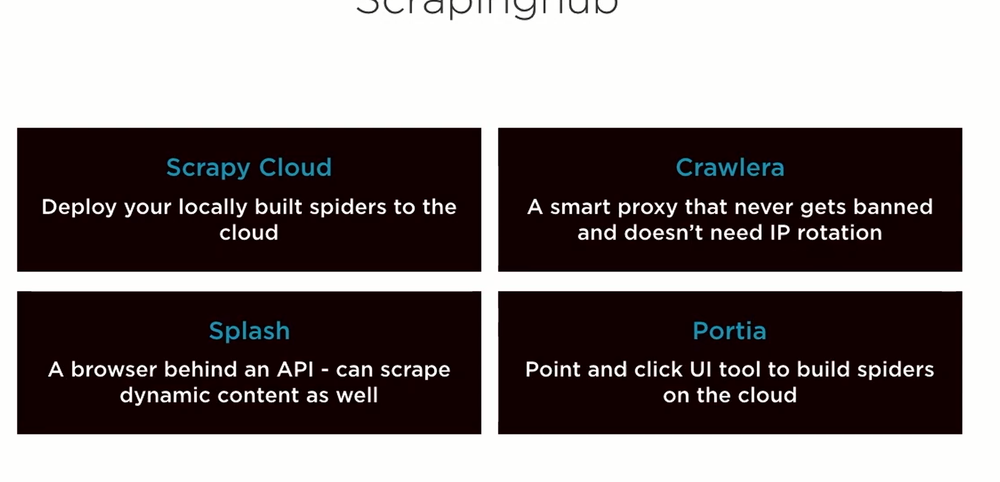 Scrapinghub
Scrapy Cloud
Deploy your locally built spiders to the
cloud
Crawlera
A smart proxy that never gets banned
and doesn’t need IP rotation
Splash
A browser behind an API - can scrape
dynamic content as well
Portia
Point and click UI tool to build spiders
on the cloud